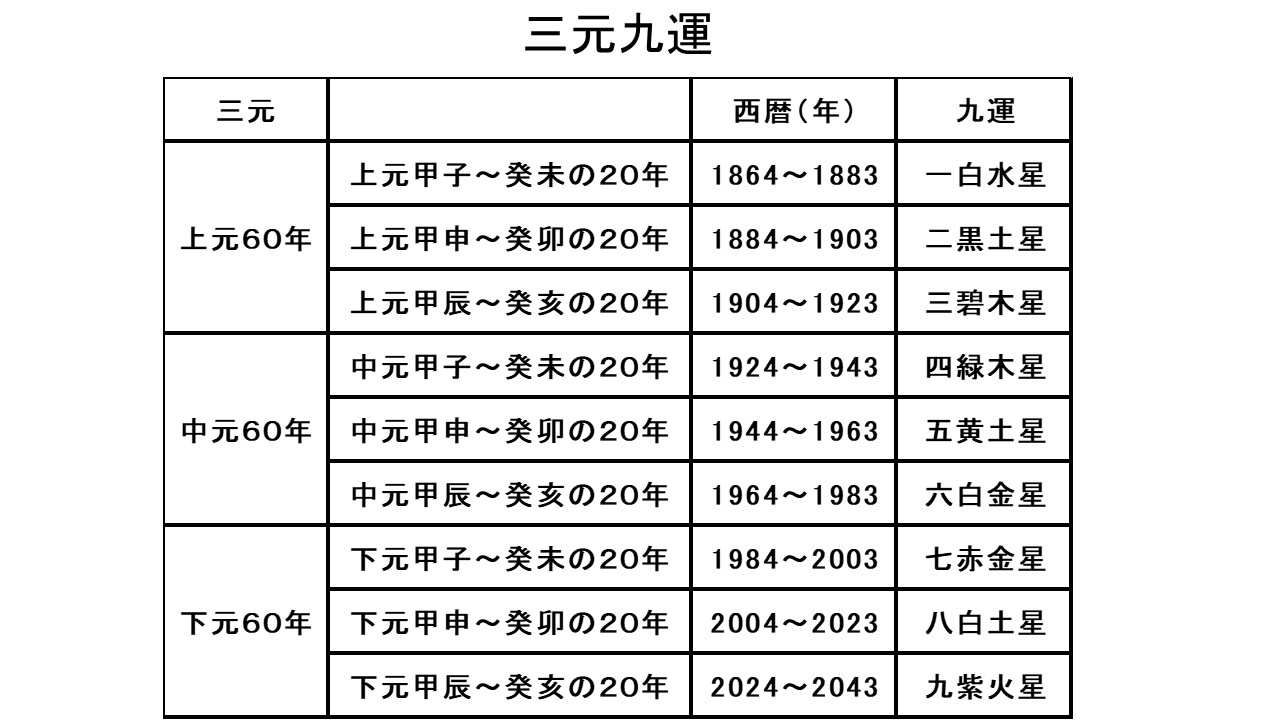 三元九運
三元 西暦（年） 九運
上元60年
上元甲子～癸未の20年 1864～1883 一白水星
上元甲申～癸卯の20年 1884～1903 二黒土星
上元甲辰～癸亥の20年 1904～1923 三碧木星
中元60年
中元甲子～癸未の20年 1924～1943 四緑木星
中元甲申～癸卯の20年 1944～1963 五黄土星
中元甲辰～癸亥の20年 1964～1983 六白金星
下元60年
下元甲子～癸未の20年 1984～2003 七赤金星
下元甲申～癸卯の20年 2004～2023 八白土星
下元甲辰～癸亥の20年 2024～2043 九紫火星